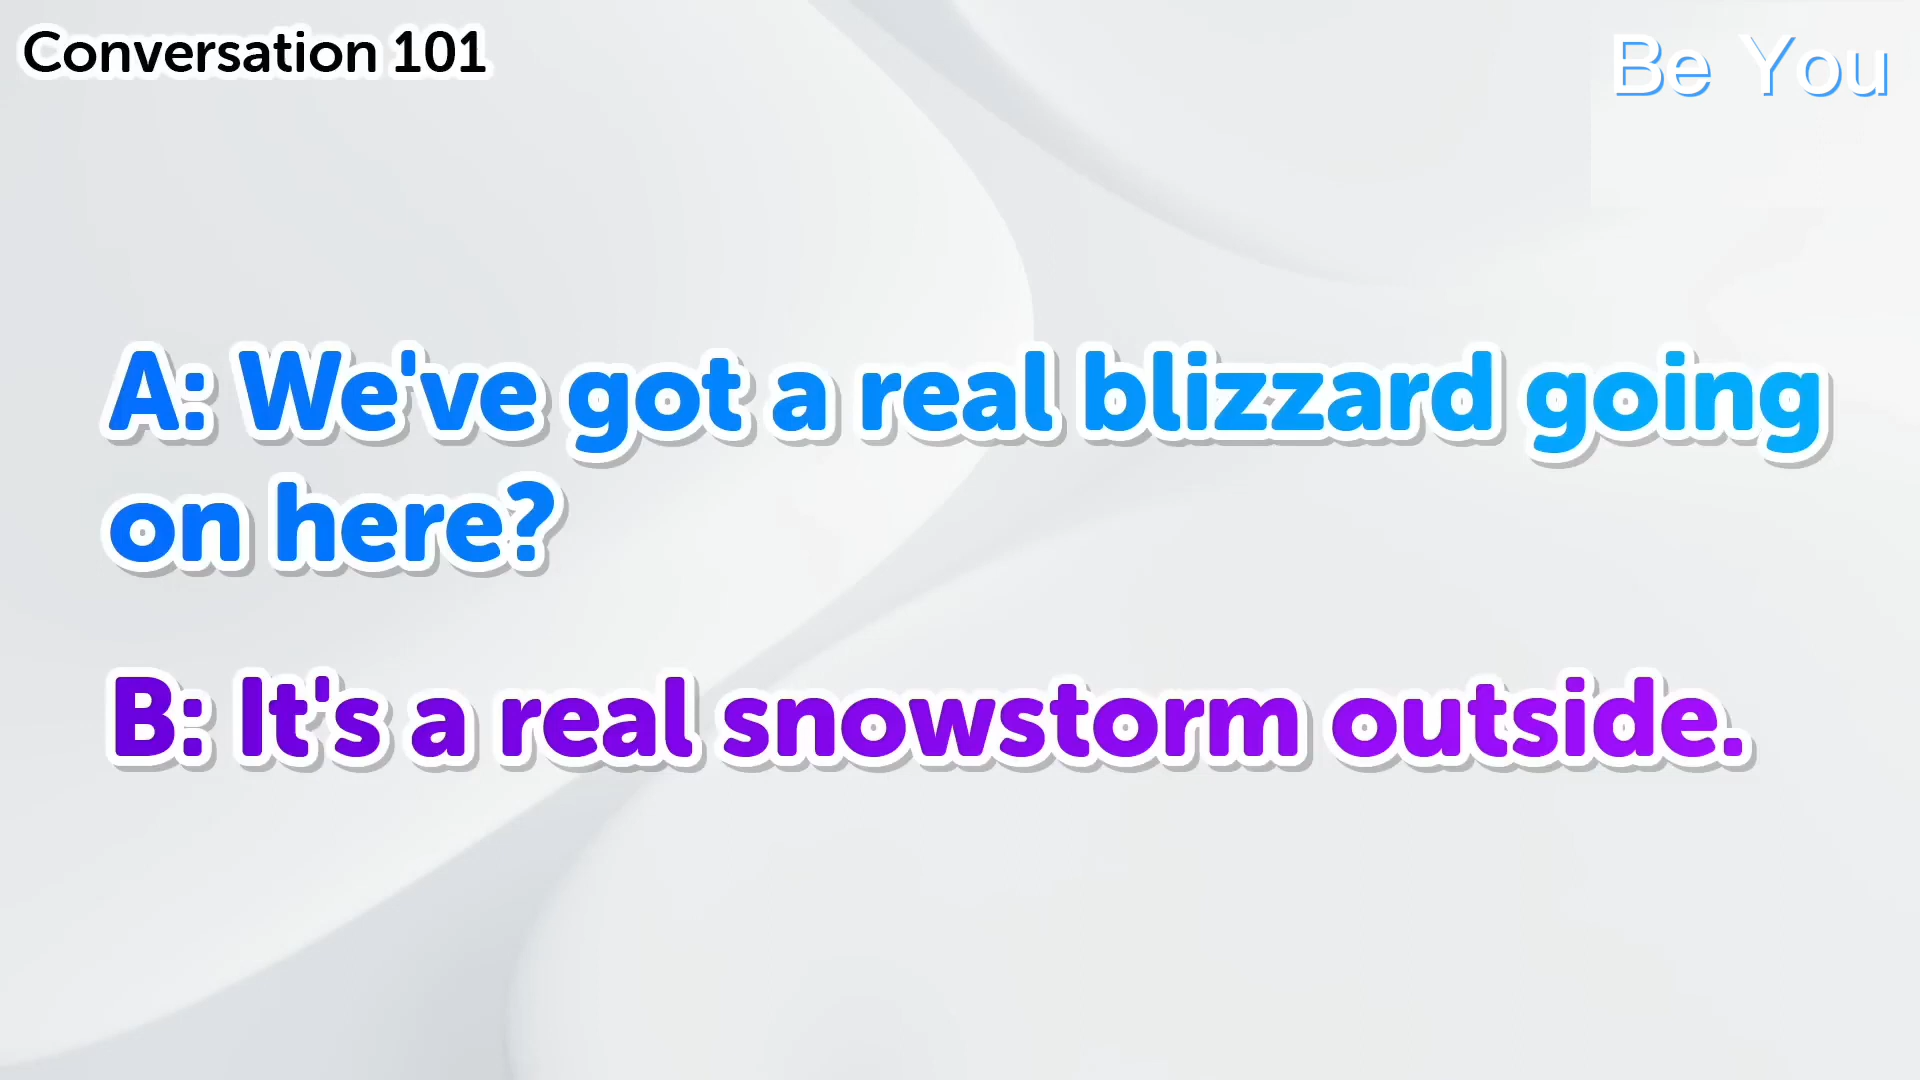 Conversation 101
Be You
A: We've got a real blizzard going
on here?
B: It's a real snowstorm outside.